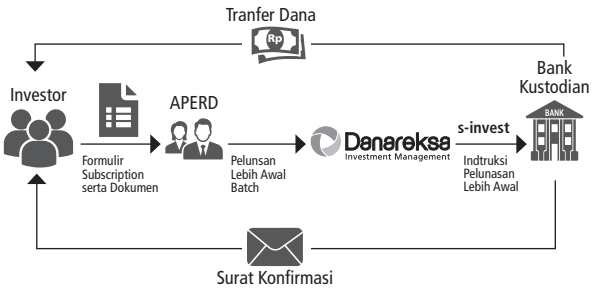 Tranfer Dana
Rp
Investor
APERD
Bank
Kustodian
BANK
Formulir
Subscription
serta Dokumen
Pelunsan
Lebih Awal
Batch
Danareksa
Investment Management
s-invest
Indtruksi
Pelunasan
Lebih Awal
Surat Konfirmasi